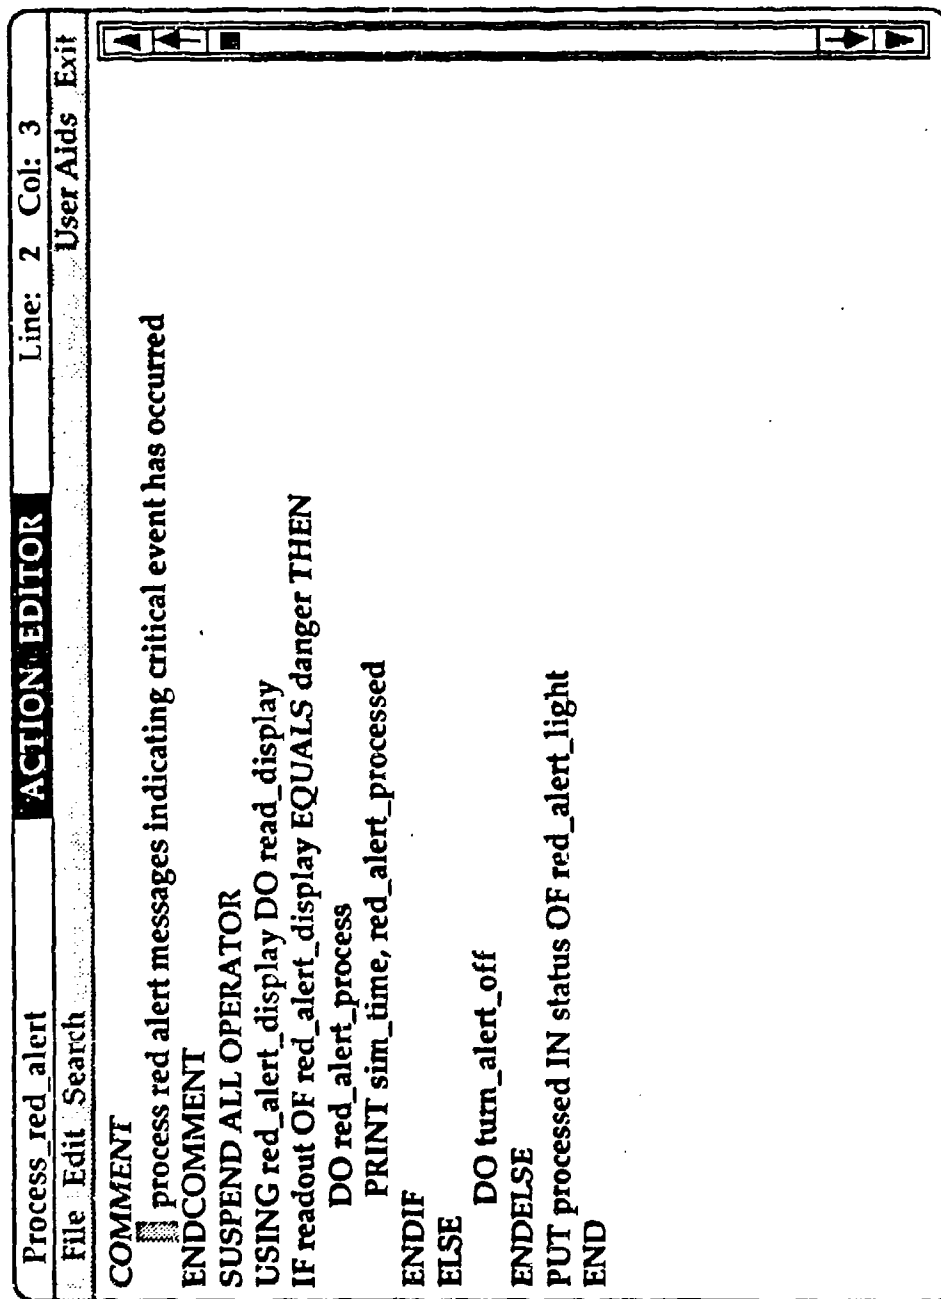 Process_red_alert ACTION EDITOR Line: 2 Col: 3
File Edit Search User Aids Exit
COMMENT
process red alert messages indicating critical event has occurred
ENDCOMMENT
SUSPEND ALL OPERATOR
USING red_alert_display DO read_display
IF readout OF red_alert_display EQUALS danger THEN
DO red_alert_process
PRINT sim_time, red_alert_processed
ENDIF
ELSE
DO turn_alert_off
ENDELSE
PUT processed IN status OF red_alert_light
END